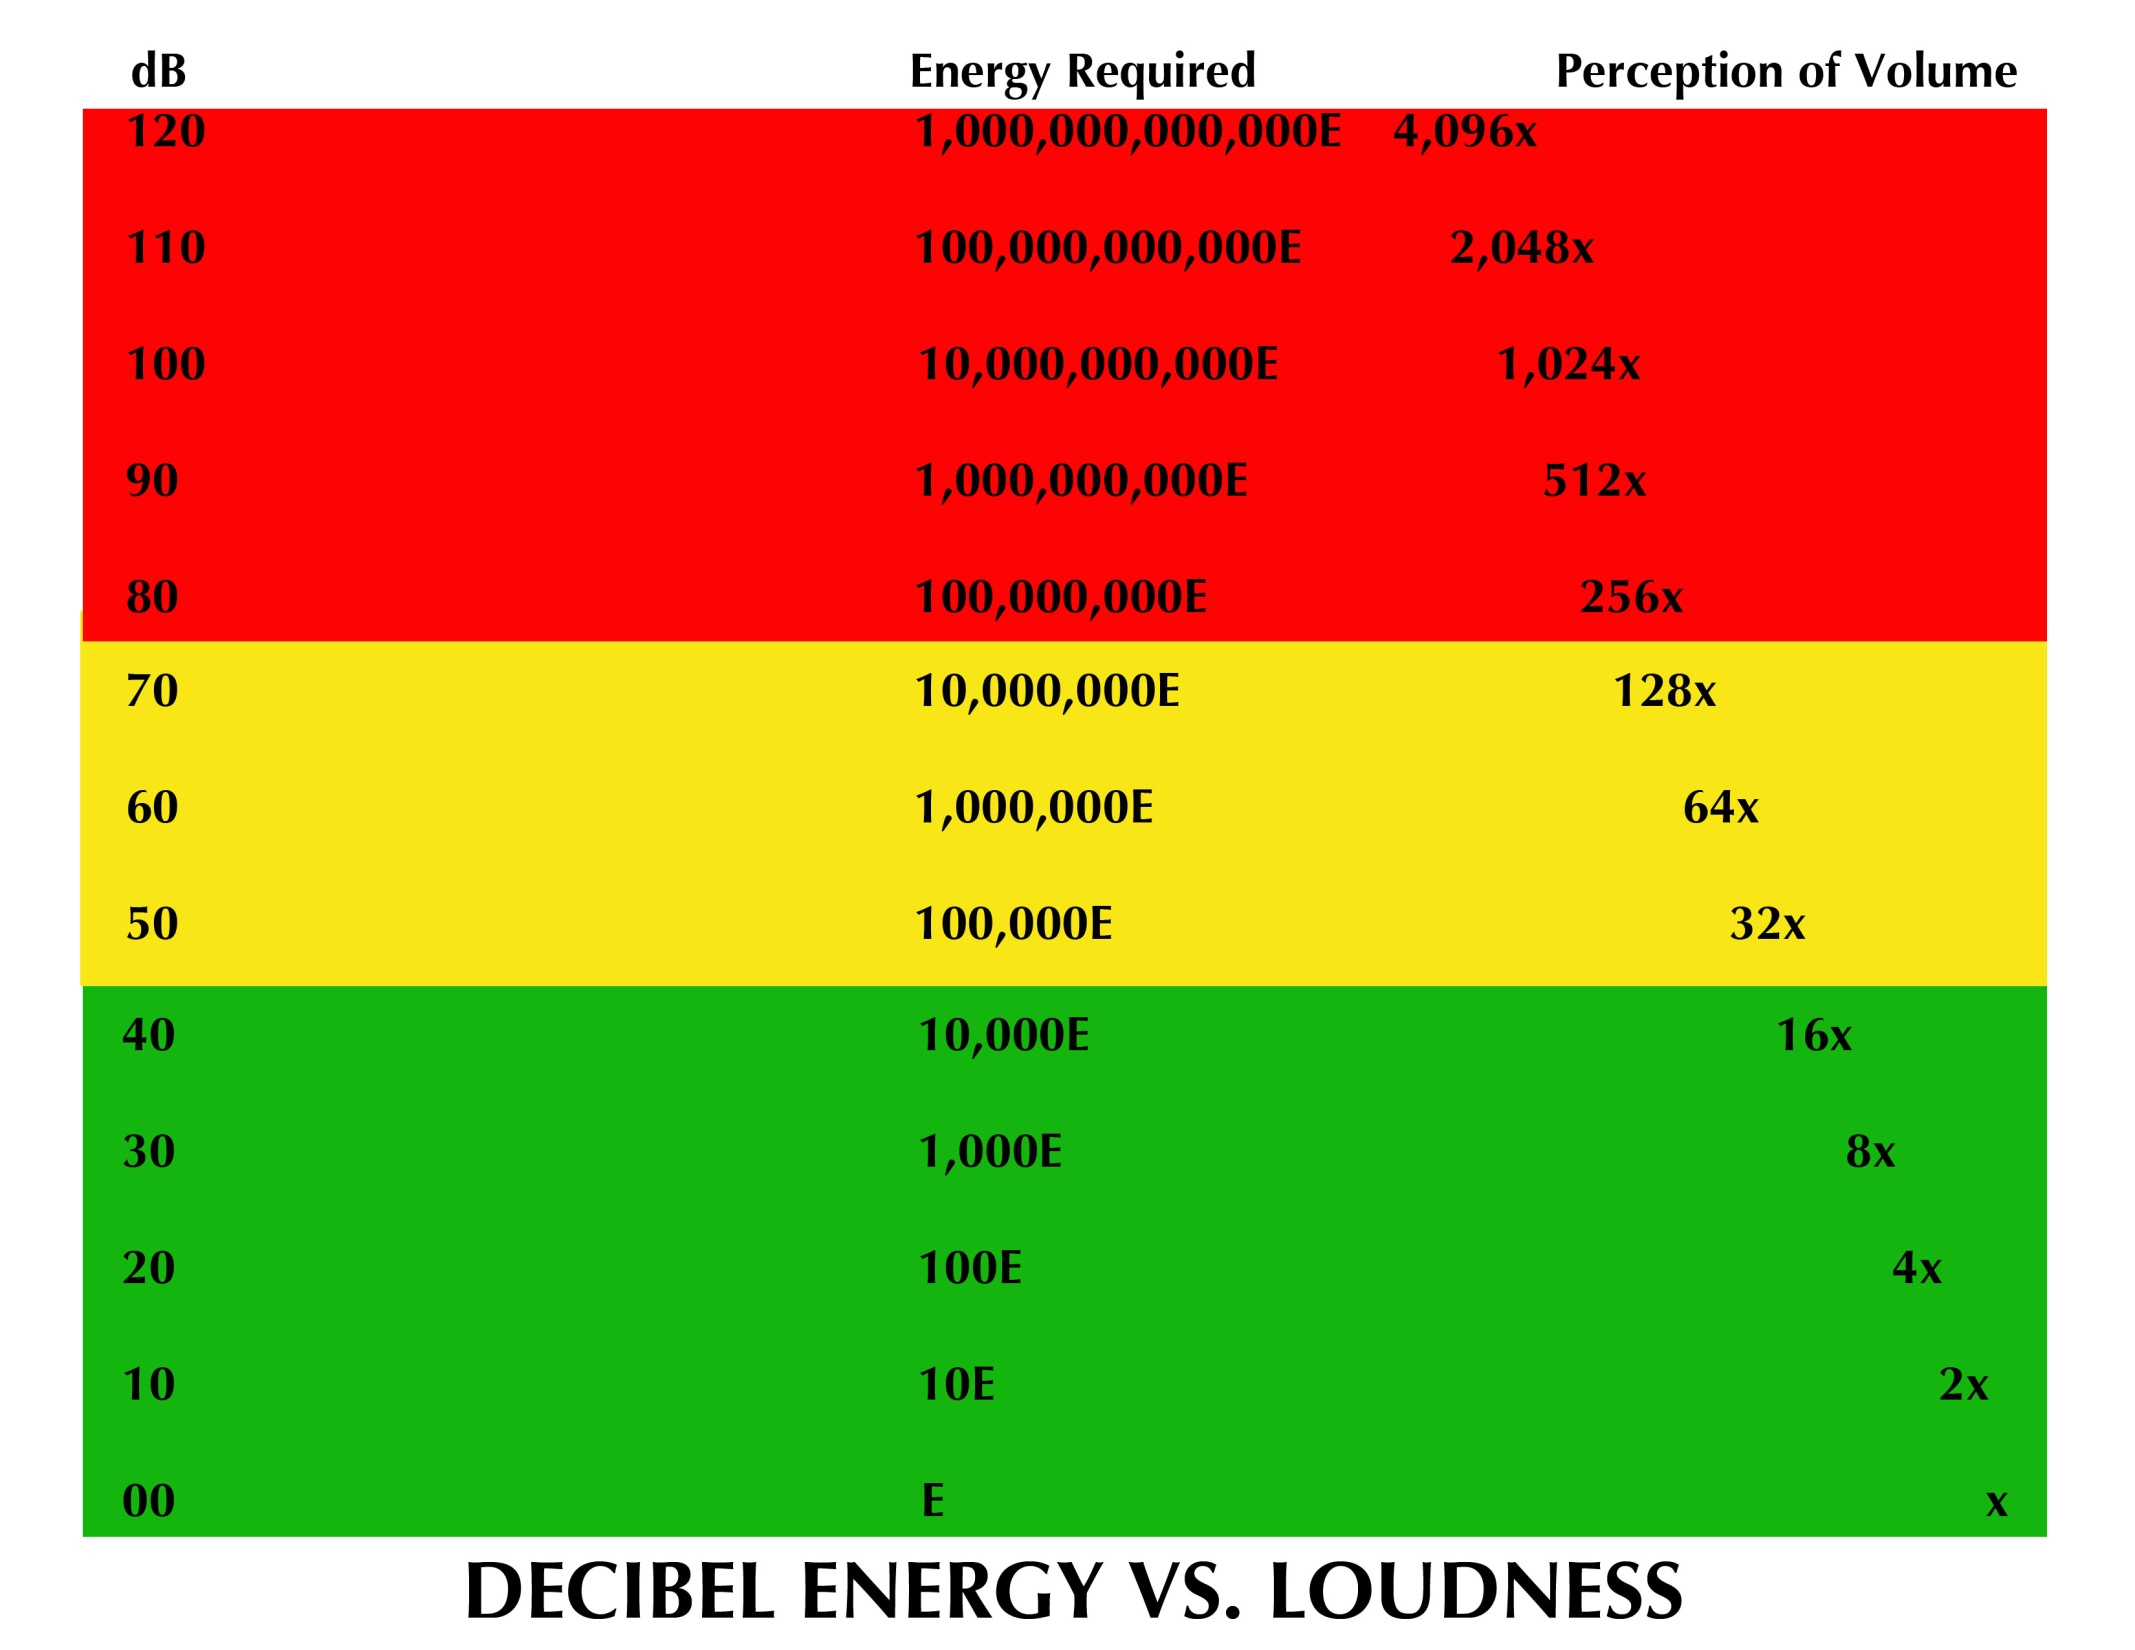 dB Energy Required Perception of Volume
120 1,000,000,000,000E 4,096x
110 100,000,000,000E 2,048x
100 10,000,000,000E 1,024x
90 1,000,000,000E 512x
80 100,000,000E 256x
70 10,000,000E 128x
60 1,000,000E 64x
50 100,000E 32x
40 10,000E 16x
30 1,000E 8x
20 100E 4x
10 10E 2x
00 E x
DECIBEL ENERGY VS. LOUDNESS